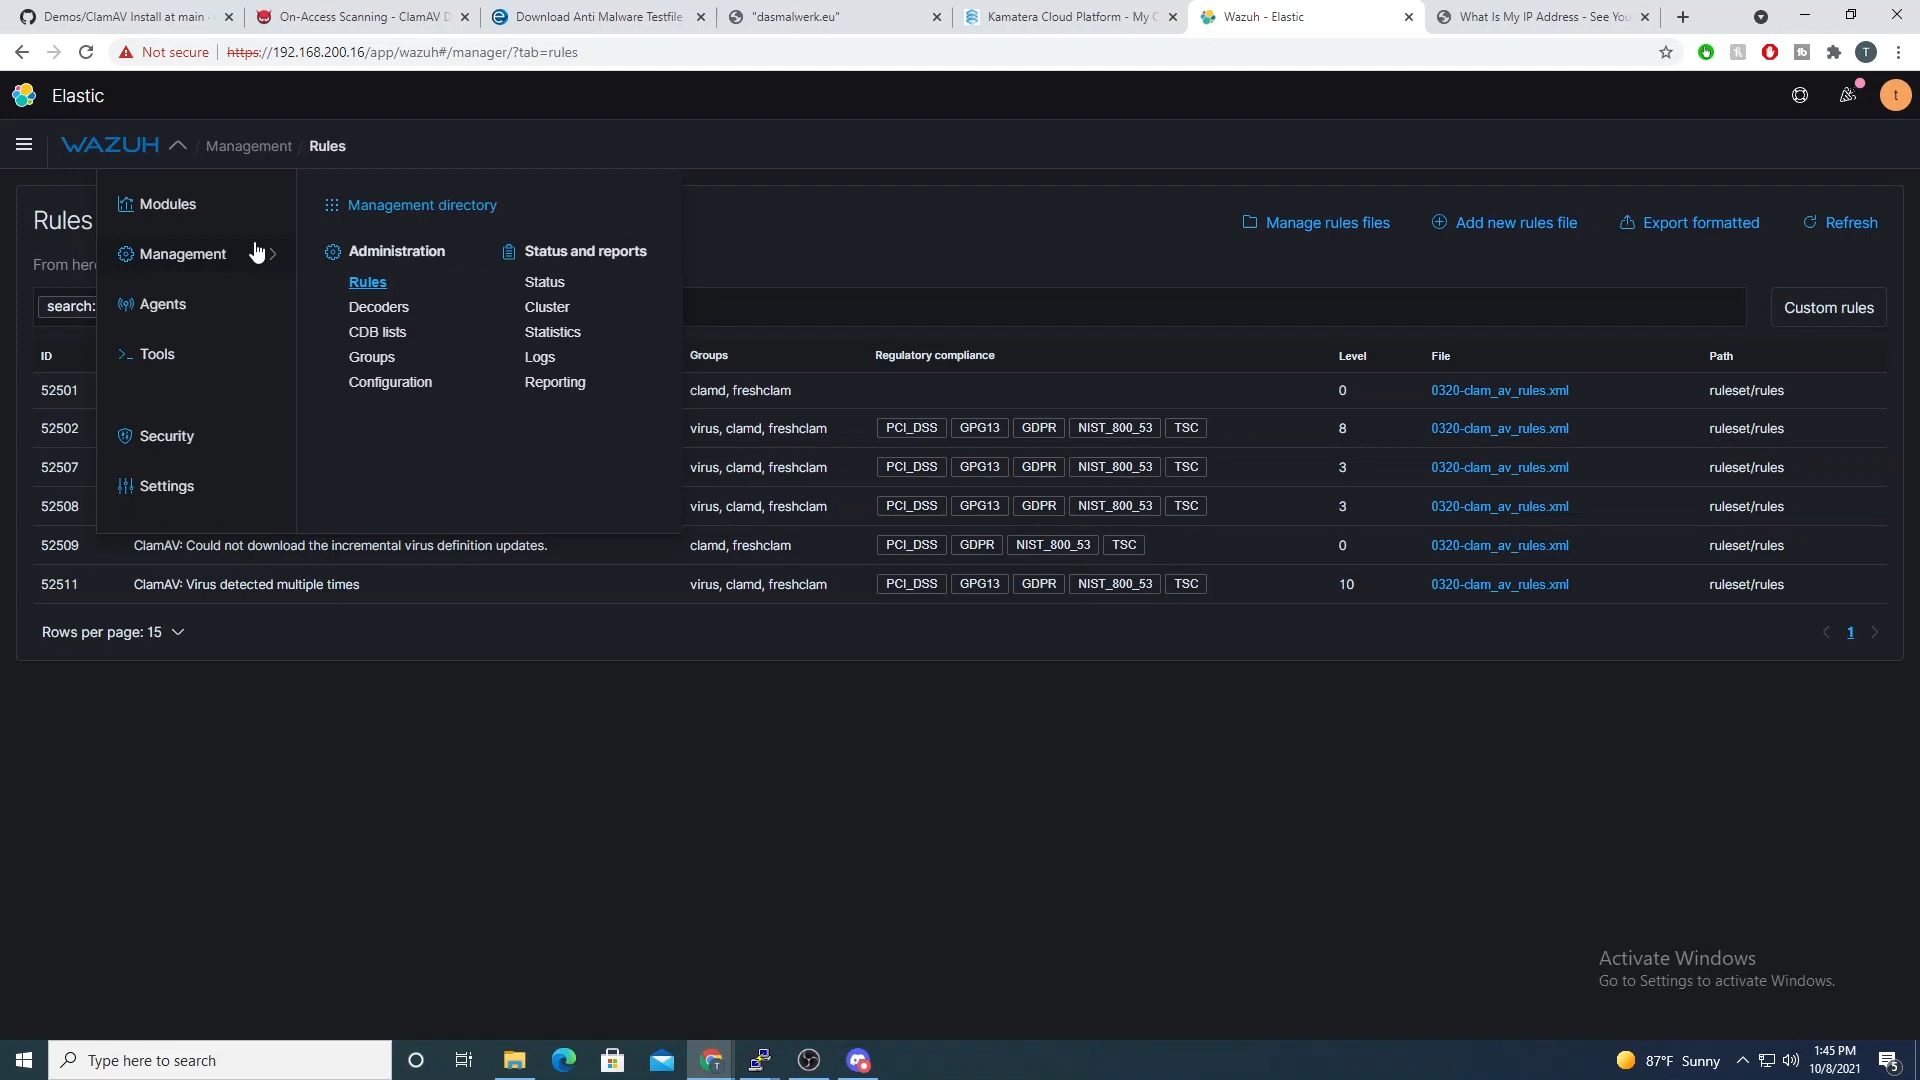 Demos/ClamAV Install at main
On-Access Scanning - ClamAV D
Download Anti Malware Testfile
"dasmalwerk.eu"
Kamatera Cloud Platform - My C
Wazuh - Elastic
What Is My IP Address - See You
Not secure
https://192.168.200.16/app/wazuh#/manager/?tab=rules
T
Elastic
t
WAZUH
/ Management / Rules
Modules
Management directory
Rules
Manage rules files
Add new rules file
Export formatted
Refresh
Management
Administration
Status and reports
From here
Rules
Status
Agents
Decoders
Cluster
search:
Custom rules
CDB lists
Statistics
Tools
Groups
Logs
Configuration
Reporting
Security
Settings
ID
Groups
Regulatory compliance
Level
File
Path
52501
clamd, freshclam
0
0320-clam_av_rules.xml
ruleset/rules
52502
virus, clamd, freshclam
PCI_DSS GPG13 GDPR NIST_800_53 TSC
8
0320-clam_av_rules.xml
ruleset/rules
52507
virus, clamd, freshclam
PCI_DSS GPG13 GDPR NIST_800_53 TSC
3
0320-clam_av_rules.xml
ruleset/rules
52508
virus, clamd, freshclam
PCI_DSS GPG13 GDPR NIST_800_53 TSC
3
0320-clam_av_rules.xml
ruleset/rules
52509
ClamAV: Could not download the incremental virus definition updates.
clamd, freshclam
PCI_DSS GDPR NIST_800_53 TSC
0
0320-clam_av_rules.xml
ruleset/rules
52511
ClamAV: Virus detected multiple times
virus, clamd, freshclam
PCI_DSS GPG13 GDPR NIST_800_53 TSC
10
0320-clam_av_rules.xml
ruleset/rules
Rows per page: 15
1
Activate Windows
Go to Settings to activate Windows.
Type here to search
T
87°F Sunny
1:45 PM
10/8/2021
5